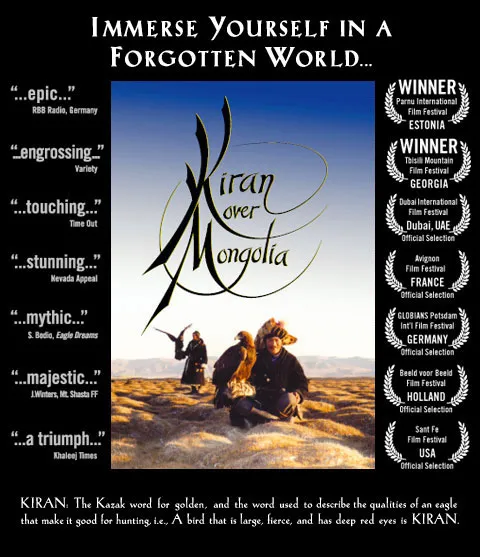 IMMERSE YOURSELF IN A
FORGOTTEN WORLD...
"...epic..."
RBB Radio, Germany
"...engrossing..."
Variety
"...touching..."
Time Out
"...stunning..."
Nevada Appeal
"...mythic..."
S. Bodio, Eagle Dreams
"...majestic..."
J.Winters, Mt. Shasta FF
"...a triumph..."
Khaleej Times
Kiran
over
Mongolia
WINNER
Parnu International
Film Festival
ESTONIA
WINNER
Tbisili Mountain
Film Festival
GEORGIA
Dubai International
Film Festival
Dubai, UAE
Official Selection
Avignon
Film Festival
FRANCE
Official Selection
GLOBIANS Potsdam
Int'l Film Festival
GERMANY
Official Selection
Beeld voor Beeld
Film Festival
HOLLAND
Official Selection
Sant Fe
Film Festival
USA
Official Selection
KIRAN: The Kazak word for golden, and the word used to describe the qualities of an eagle
that make it good for hunting, i.e., A bird that is large, fierce, and has deep red eyes is KIRAN.